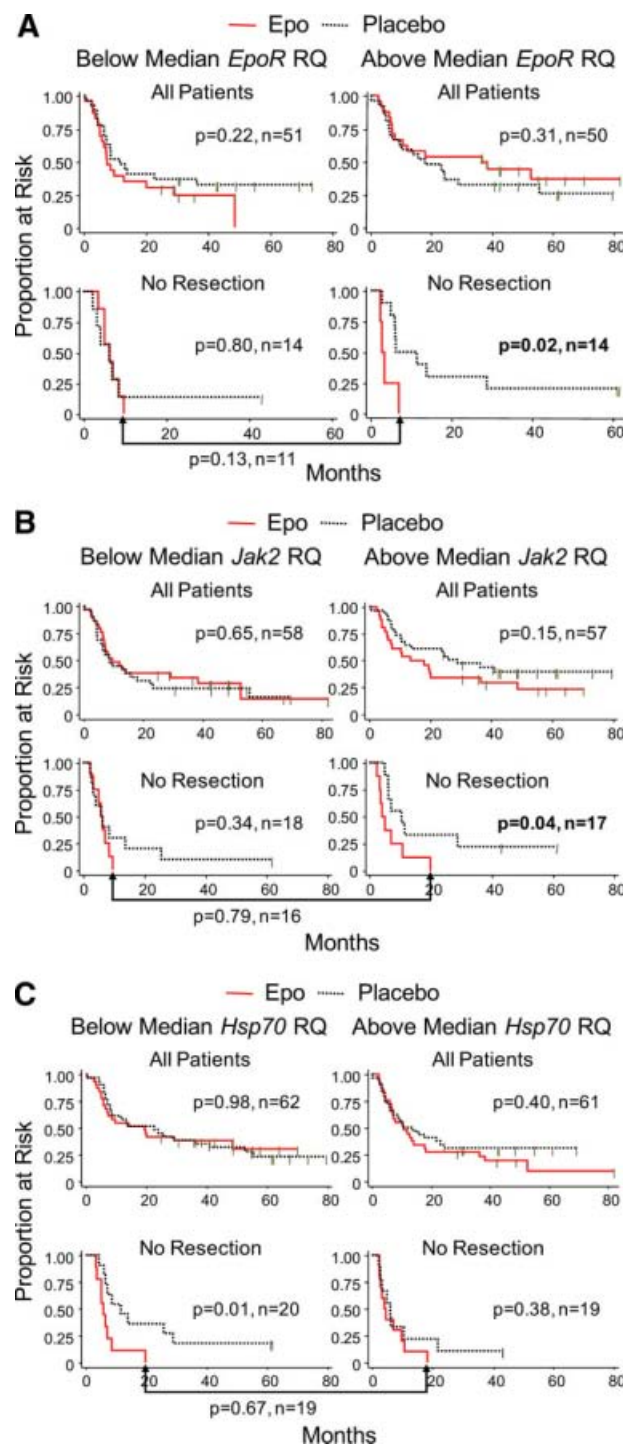 A
Epo Placebo
Below Median EpoR RQ Above Median EpoR RQ
All Patients All Patients
1.00 1.00
p=0.22, n=51 p=0.31, n=50
0.75 0.75
0.50 0.50
0.25 0.25
0 0
0 20 40 60 80 0 20 40 60 80
Proportion at Risk
No Resection No Resection
1.00 1.00
0.75 0.75
p=0.80, n=14 p=0.02, n=14
0.50 0.50
0.25 0.25
0 0
0 20 40 60 0 20 40 60
p=0.13, n=11
Months
B
Epo Placebo
Below Median Jak2 RQ Above Median Jak2 RQ
All Patients All Patients
1.00 1.00
p=0.65, n=58 p=0.15, n=57
0.75 0.75
0.50 0.50
0.25 0.25
0 0
0 20 40 60 80 0 20 40 60 80
Proportion at Risk
No Resection No Resection
1.00 1.00
0.75 0.75
p=0.34, n=18 p=0.04, n=17
0.50 0.50
0.25 0.25
0 0
0 20 40 60 80 0 20 40 60 80
p=0.79, n=16
Months
C
Epo Placebo
Below Median Hsp70 RQ Above Median Hsp70 RQ
All Patients All Patients
1.00 1.00
p=0.98, n=62 p=0.40, n=61
0.75 0.75
0.50 0.50
0.25 0.25
0 0
0 20 40 60 80 0 20 40 60 80
Proportion at Risk
No Resection No Resection
1.00 1.00
0.75 0.75
p=0.01, n=20 p=0.38, n=19
0.50 0.50
0.25 0.25
0 0
0 20 40 60 80 0 20 40 60 80
p=0.67, n=19
Months